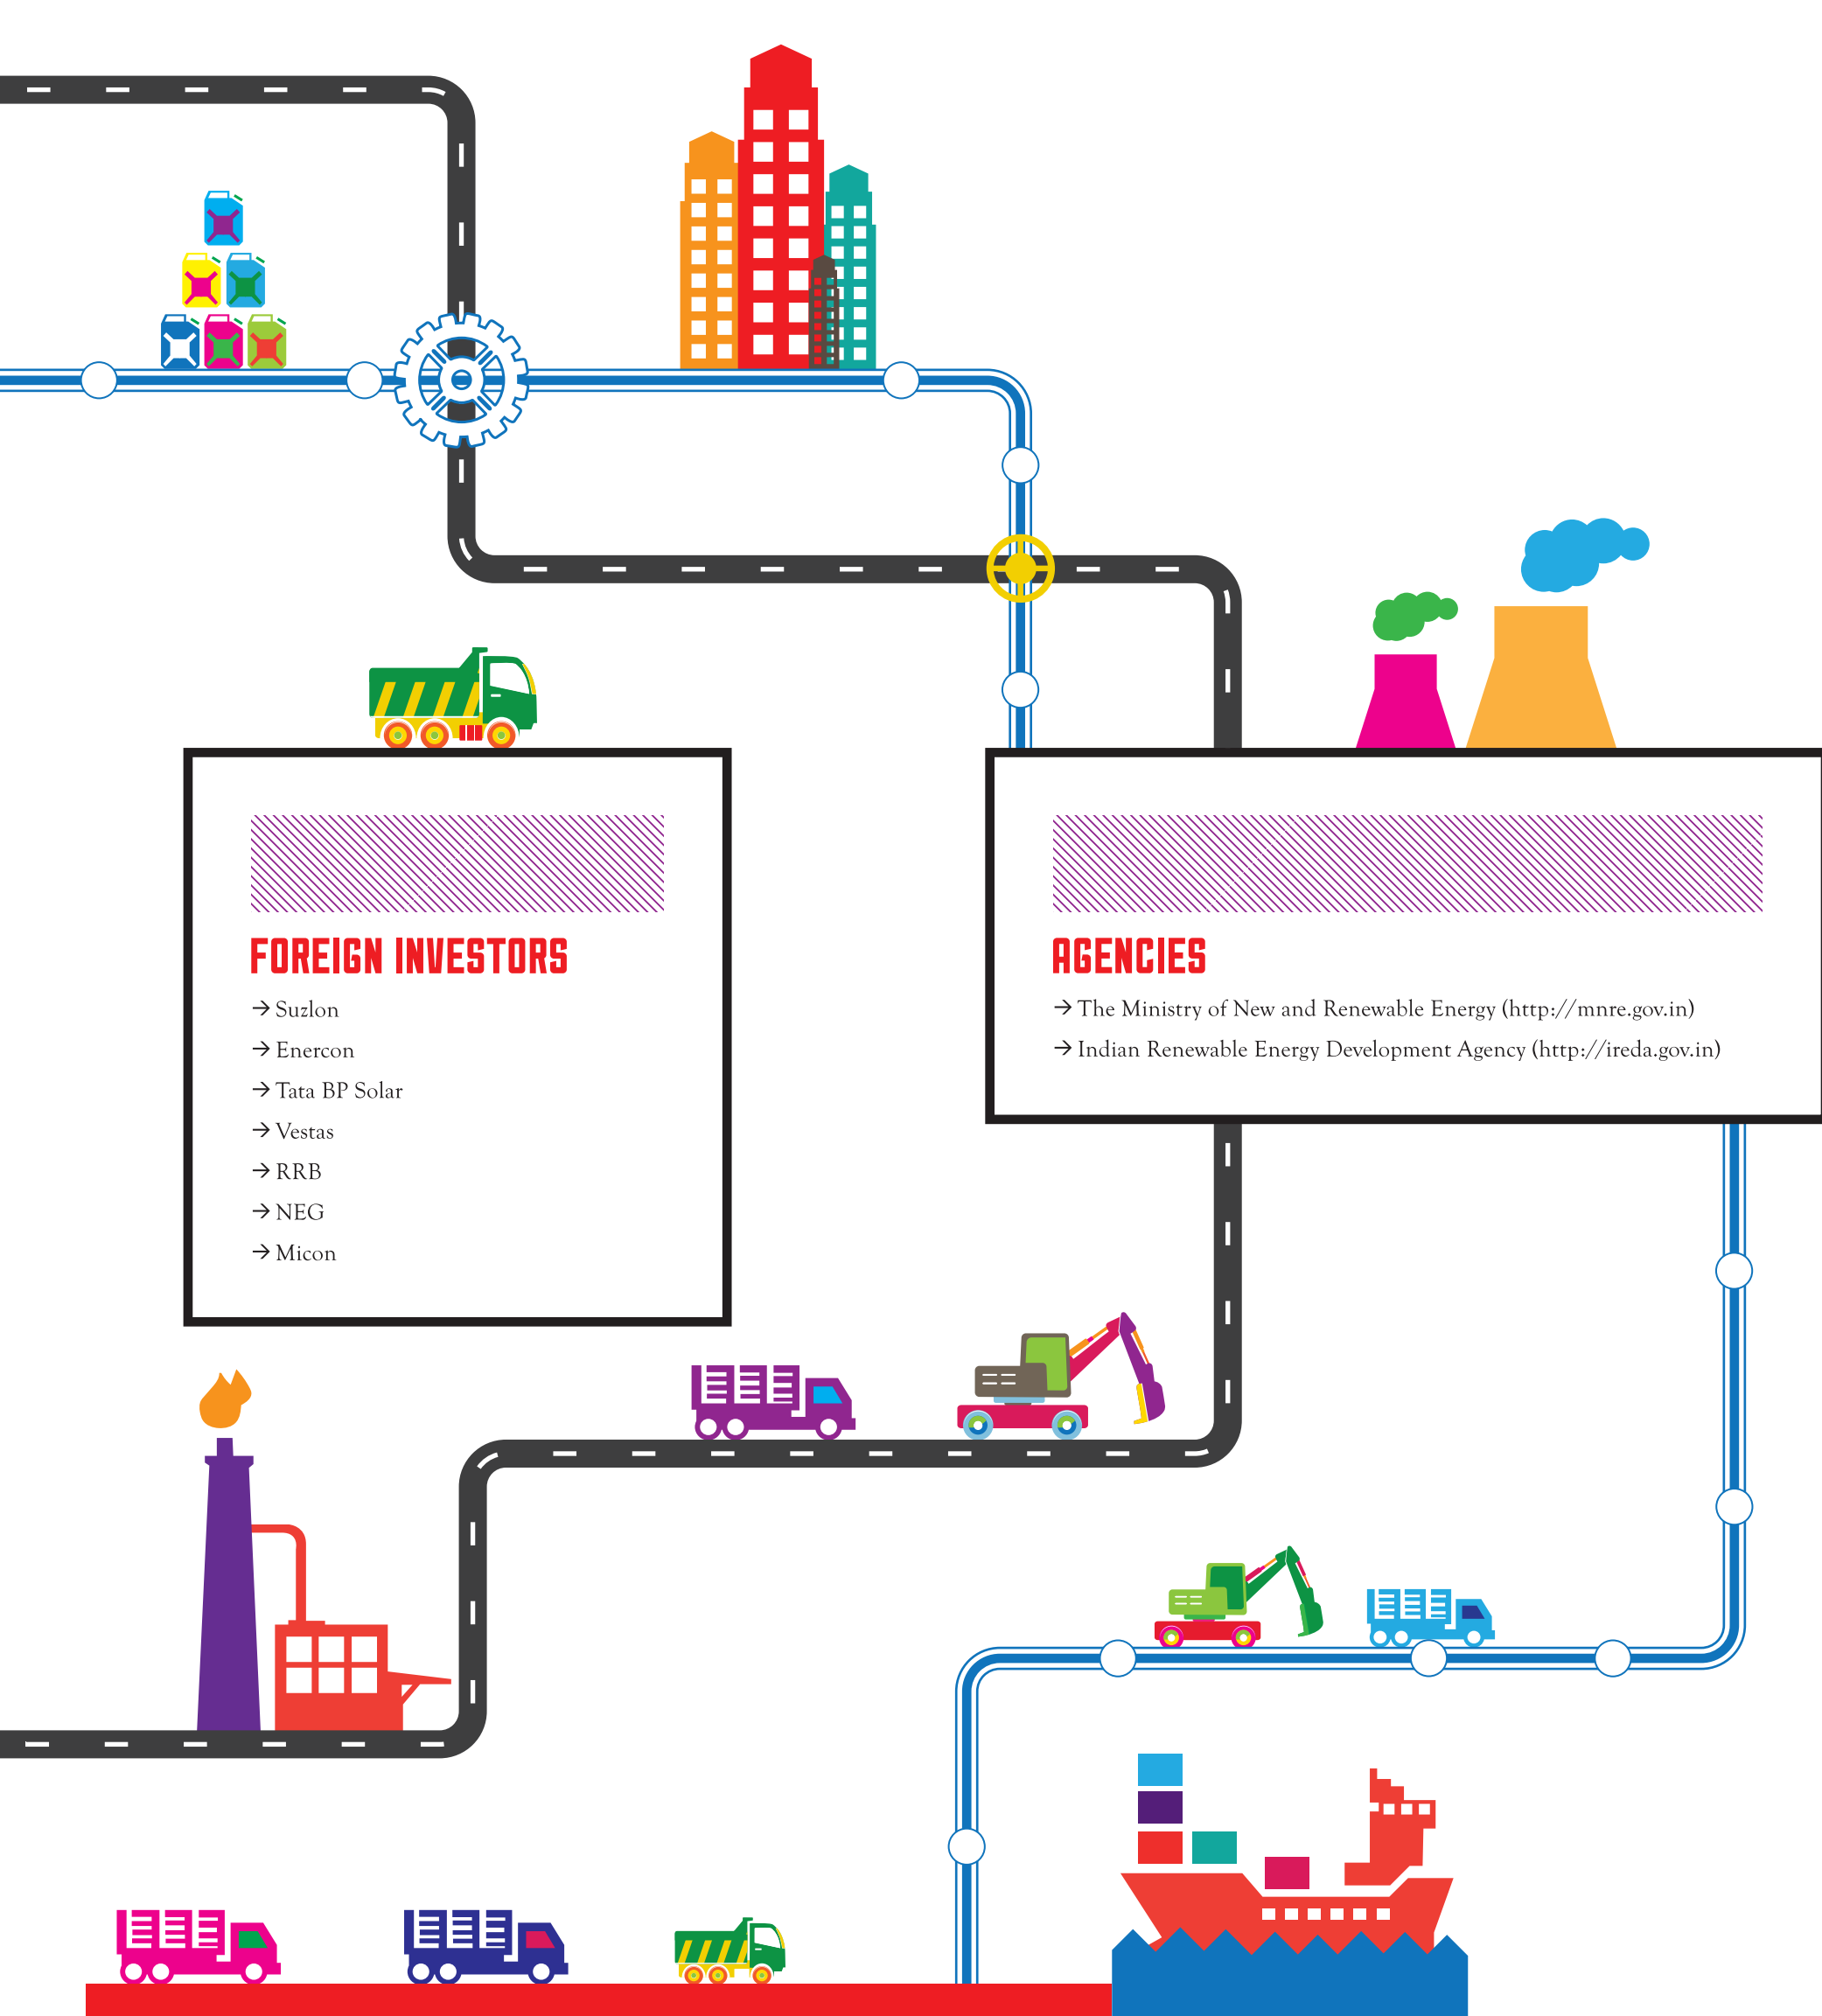 FOREIGN INVESTORS
→ Suzlon
→ Enercon
→ Tata BP Solar
→ Vestas
→ RRB
→ NEG
→ Micon
AGENCIES
→ The Ministry of New and Renewable Energy (http://mnre.gov.in)
→ Indian Renewable Energy Development Agency (http://ireda.gov.in)